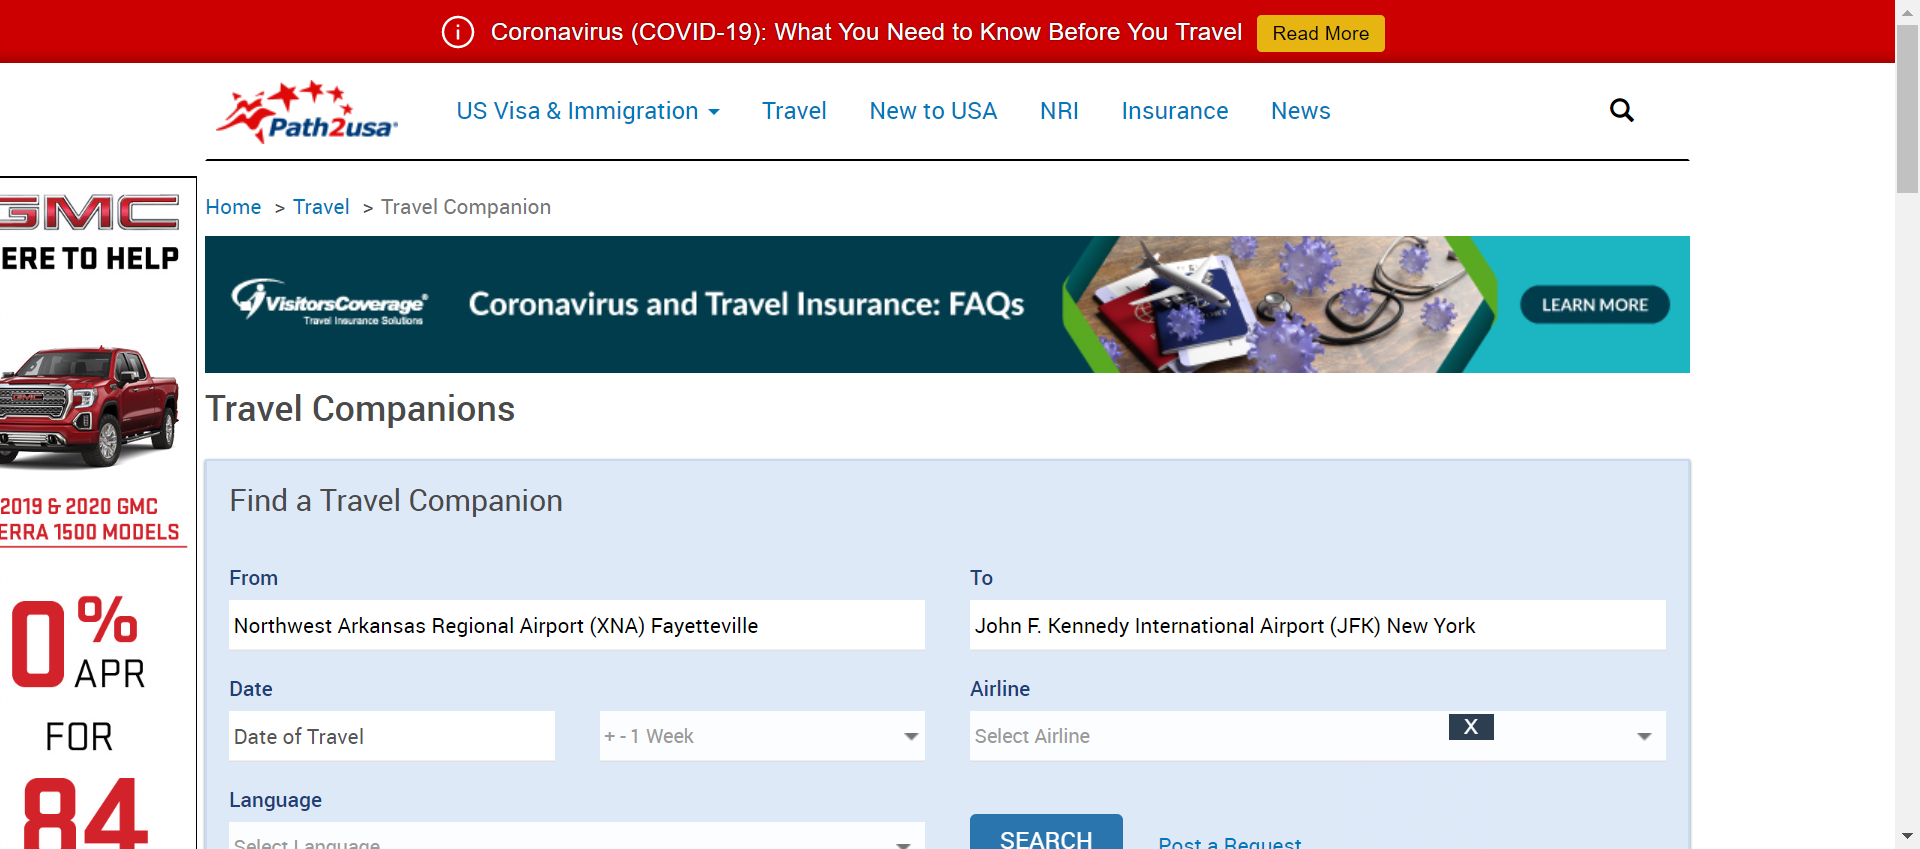 Coronavirus (COVID-19): What You Need to Know Before You Travel Read More
Path2usa
US Visa & Immigration Travel New to USA NRI Insurance News
GMC
ERE TO HELP
2019 & 2020 GMC
ERRA 1500 MODELS
0% APR
FOR
84
Home > Travel > Travel Companion
VisitorsCoverage®
Travel Insurance Solutions
Coronavirus and Travel Insurance: FAQs
LEARN MORE
Travel Companions
Find a Travel Companion
From
Northwest Arkansas Regional Airport (XNA) Fayetteville
To
John F. Kennedy International Airport (JFK) New York
Date
Date of Travel
+ - 1 Week
Airline
Select Airline
X
Language
Select Language
SEARCH
Post a Request